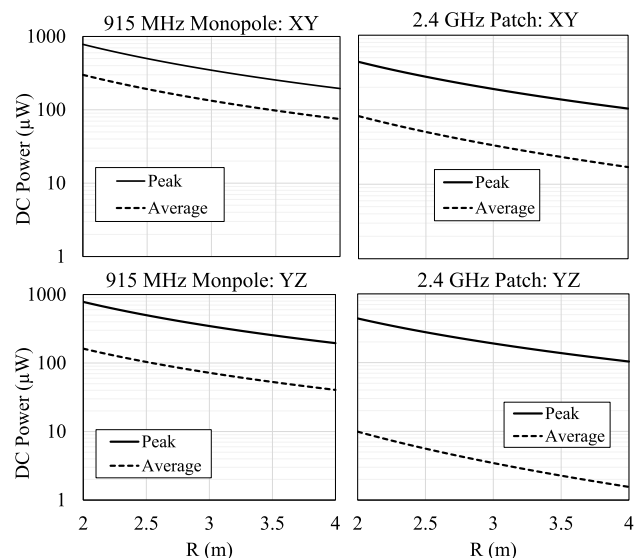 915 MHz Monopole: XY
2.4 GHz Patch: XY
DC Power (µW)
1000
100
10
1
Peak
Average
Peak
Average
915 MHz Monpole: YZ
2.4 GHz Patch: YZ
DC Power (µW)
1000
100
10
1
Peak
Average
Peak
Average
2 2.5 3 3.5 4
2 2.5 3 3.5 4
R (m)
R (m)